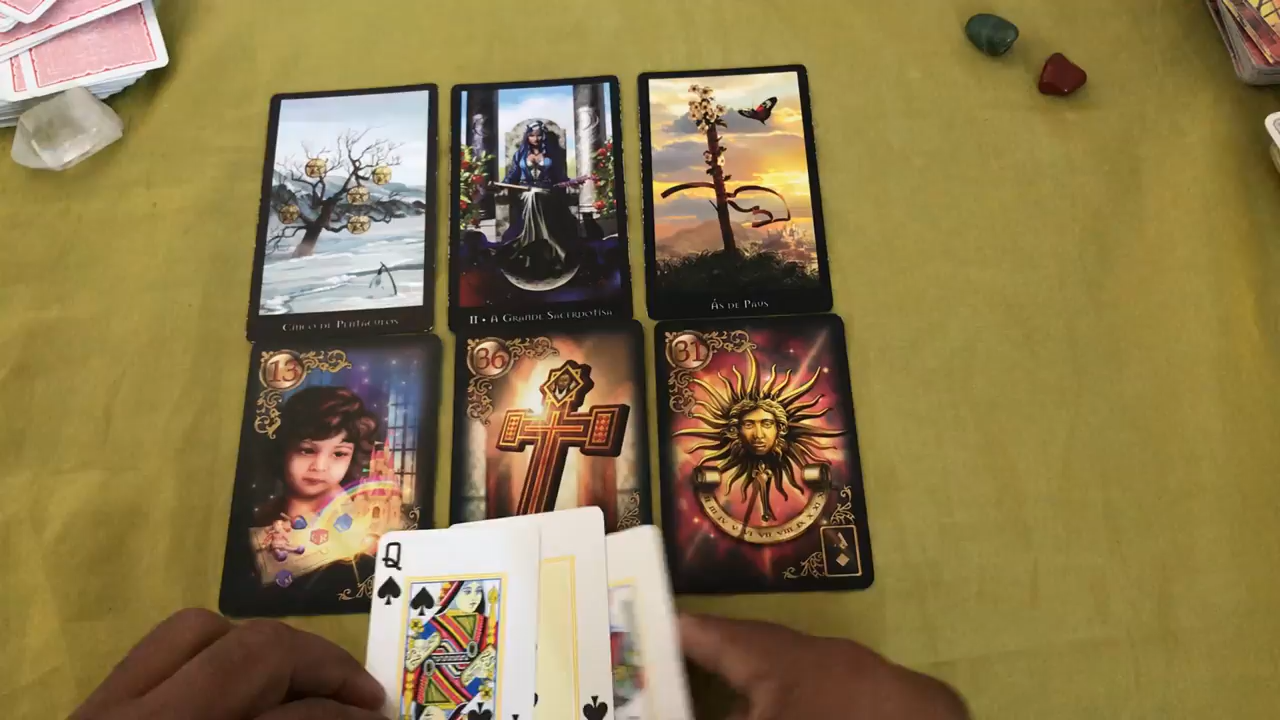 CINCO DE PENTÁCULOS
II • A GRANDE SACERDOTISA
ÁS DE PAUS
13
36
31
Q